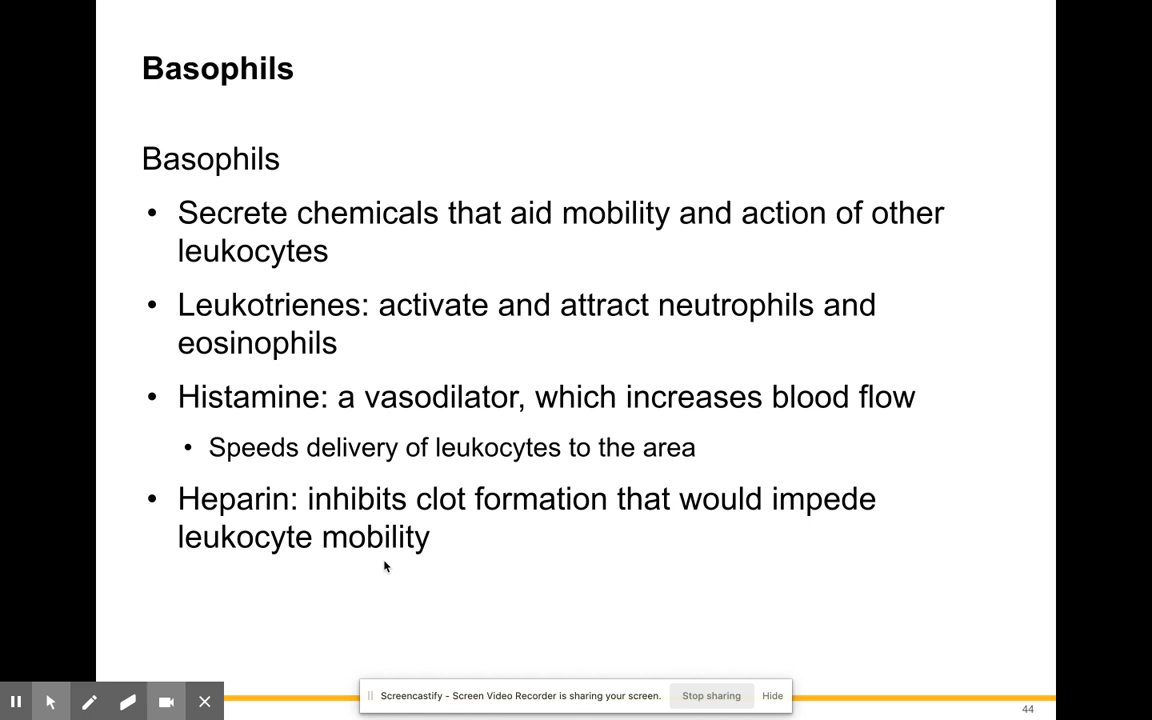 Basophils
Basophils
• Secrete chemicals that aid mobility and action of other
leukocytes
• Leukotrienes: activate and attract neutrophils and
eosinophils
• Histamine: a vasodilator, which increases blood flow
• Speeds delivery of leukocytes to the area
• Heparin: inhibits clot formation that would impede
leukocyte mobility
Screencastify - Screen Video Recorder is sharing your screen. Stop sharing Hide
44